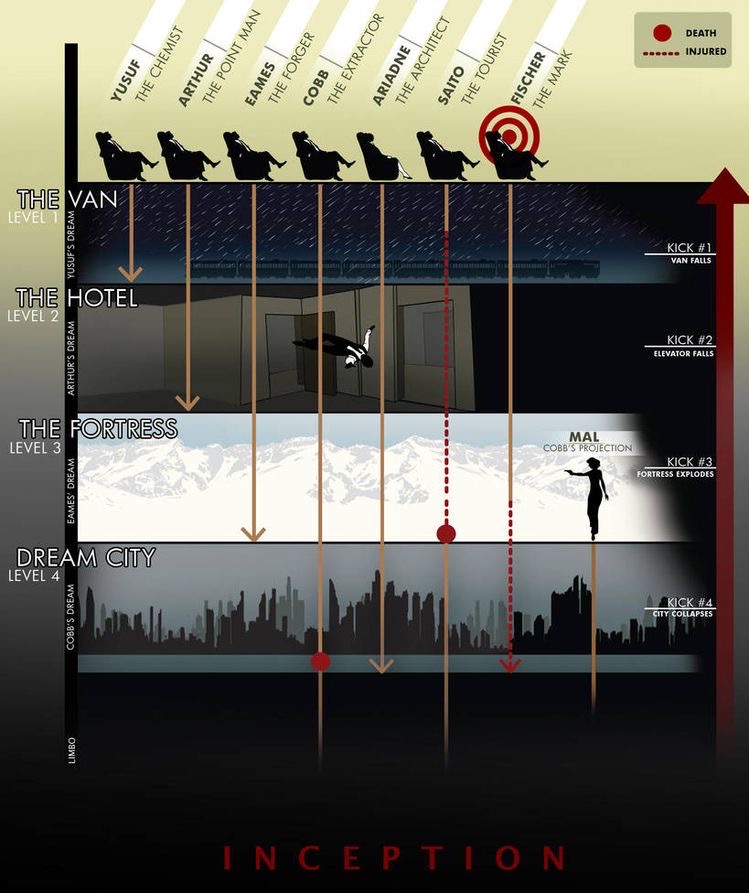 YUSUF
THE CHEMIST
ARTHUR
THE POINT MAN
EAMES
THE FORGER
COBB
THE EXTRACTOR
ARIADNE
THE ARCHITECT
SAITO
THE TOURIST
FISCHER
THE MARK
DEATH
INJURED
THE VAN
LEVEL 1
YUSUF'S DREAM
KICK #1
VAN FALLS
THE HOTEL
LEVEL 2
ARTHUR'S DREAM
KICK #2
ELEVATOR FALLS
THE FORTRESS
LEVEL 3
EAMES' DREAM
MAL
COBB'S PROJECTION
KICK #3
FORTRESS EXPLODES
DREAM CITY
LEVEL 4
COBB'S DREAM
KICK #4
CITY COLLAPSES
LIMBO
INCEPTION